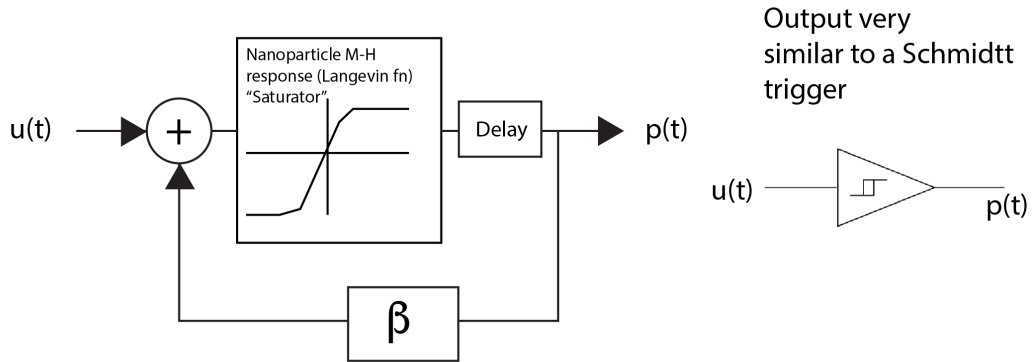 Nanoparticle M-H
response (Langevin fn)
"Saturator"
u(t)
+
Delay
p(t)
β
Output very
similar to a Schmidtt
trigger
u(t)
p(t)